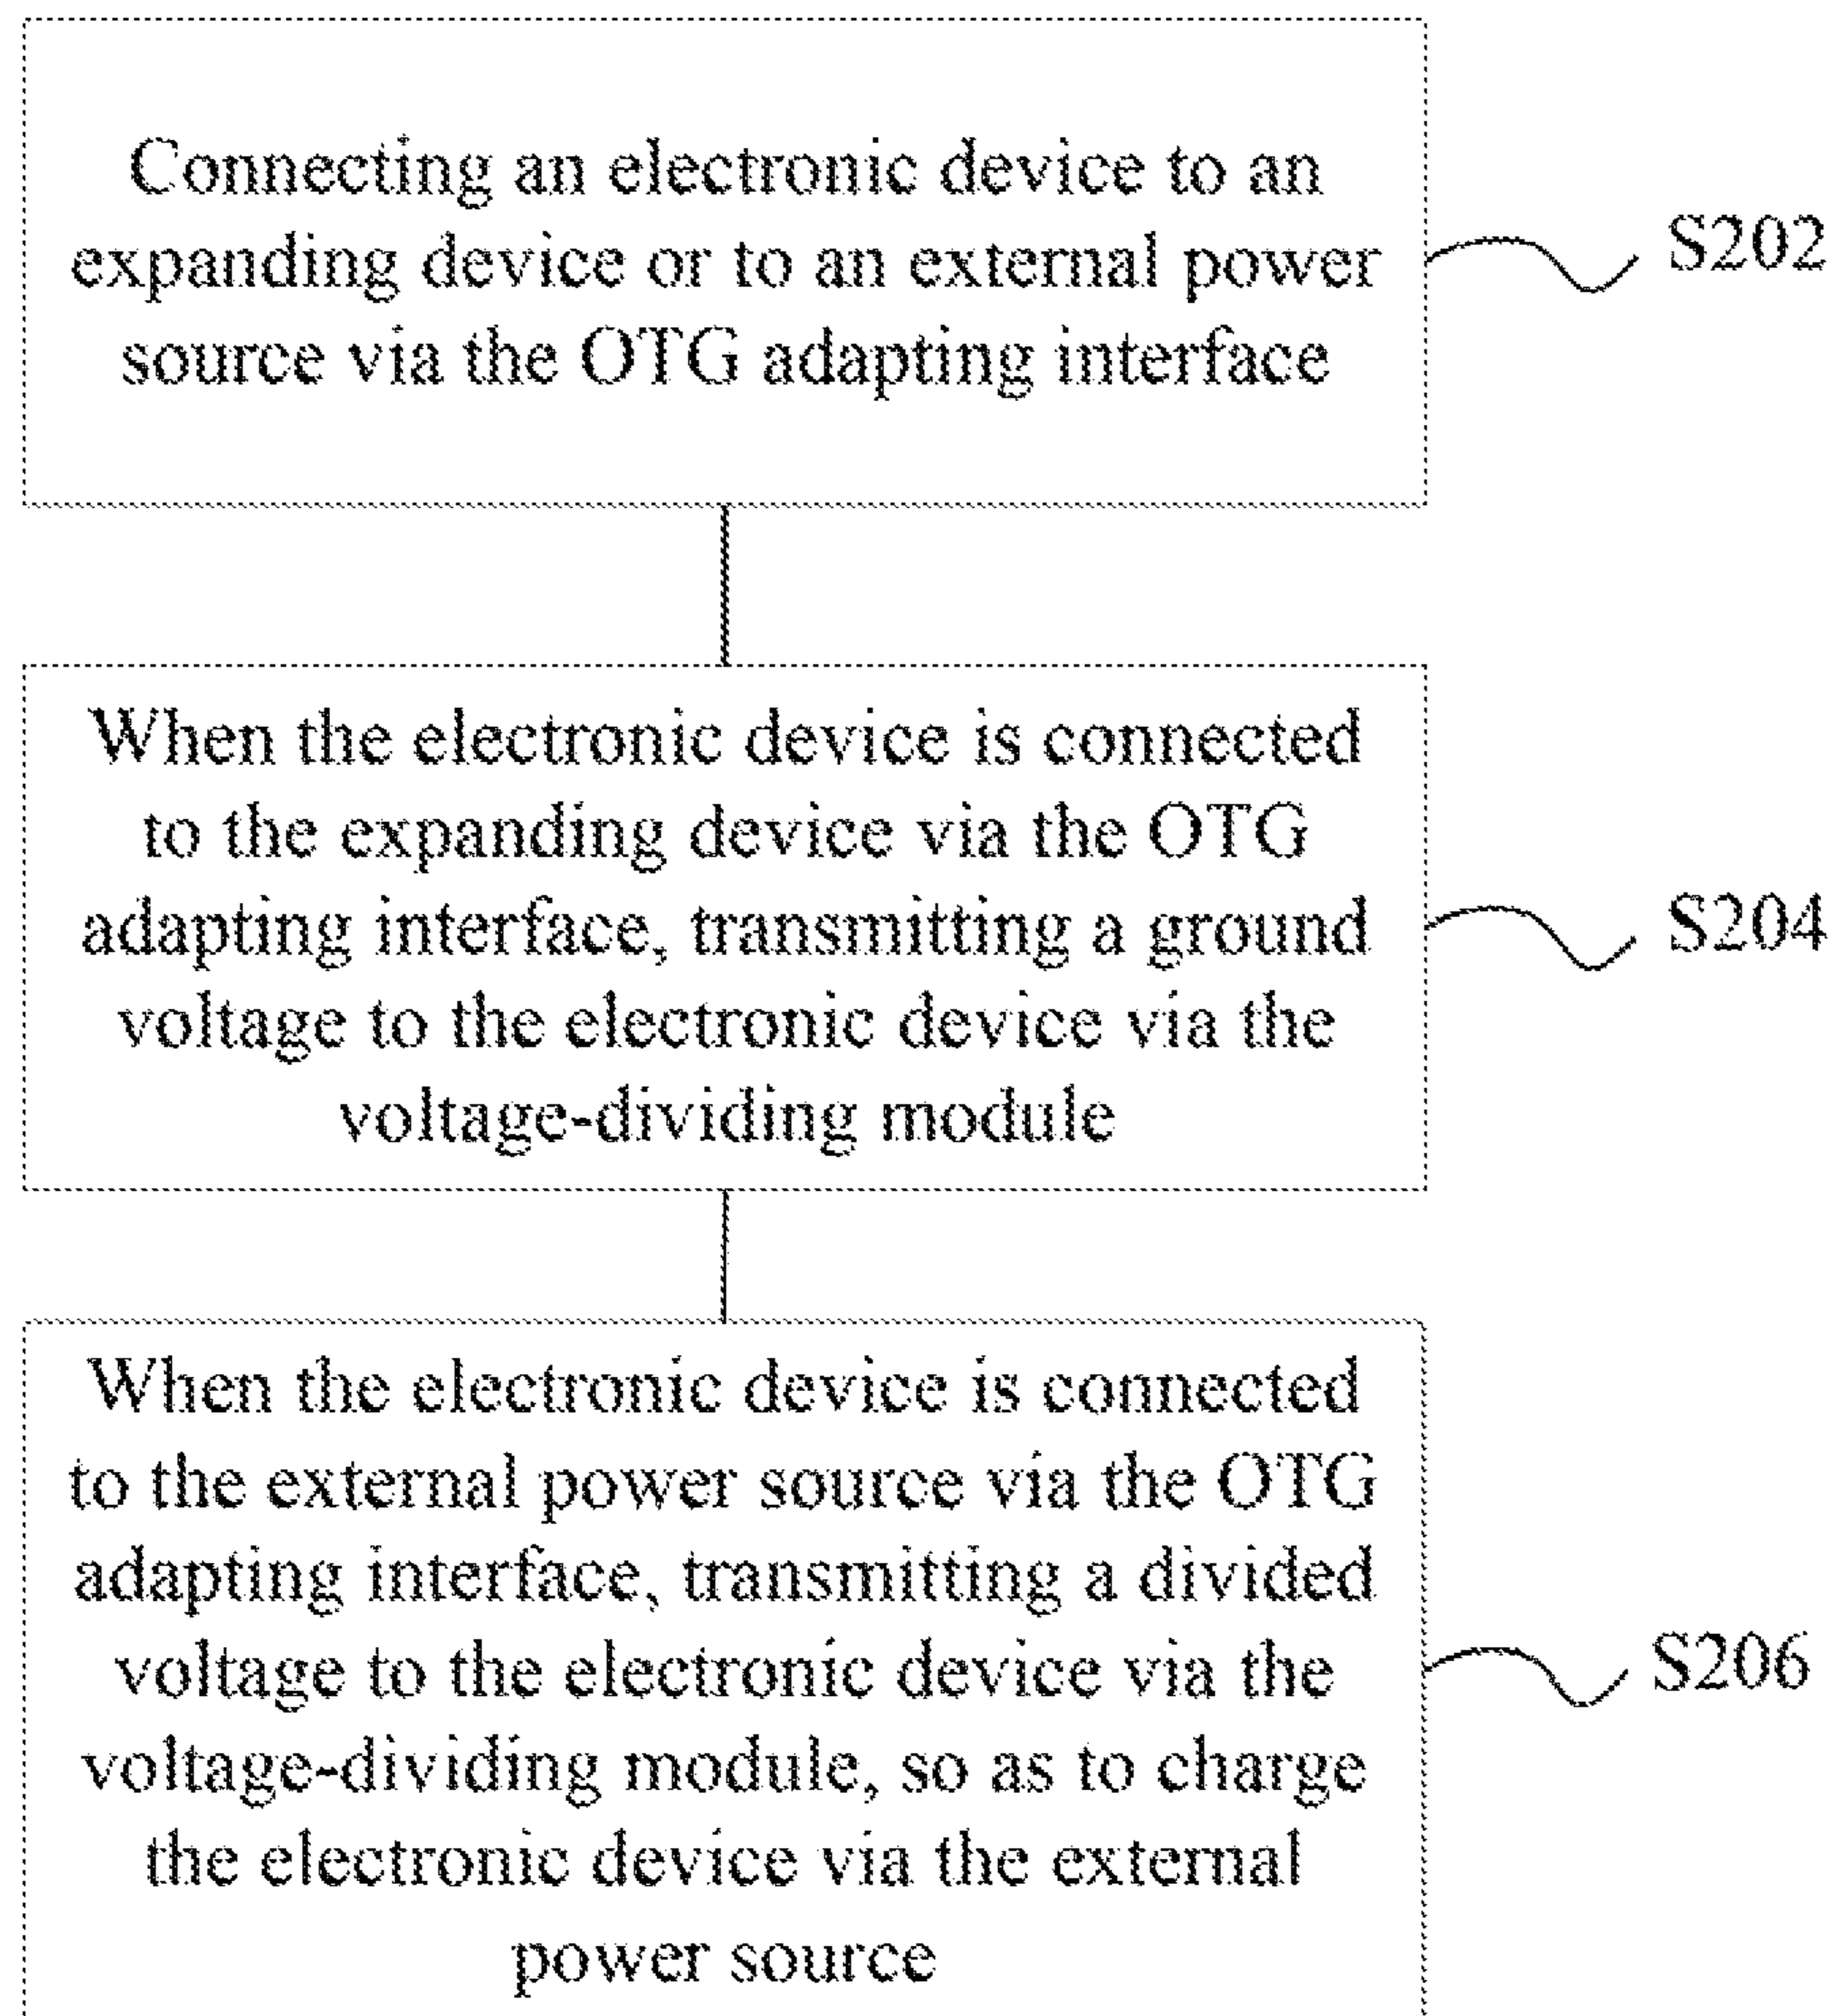 Connecting an electronic device to an
expanding device or to an external power
source via the OTG adapting interface
S202
When the electronic device is connected
to the expanding device via the OTG
adapting interface, transmitting a ground
voltage to the electronic device via the
voltage-dividing module
S204
When the electronic device is connected
to the external power source via the OTG
adapting interface, transmitting a divided
voltage to the electronic device via the
voltage-dividing module, so as to charge
the electronic device via the external
power source
S206